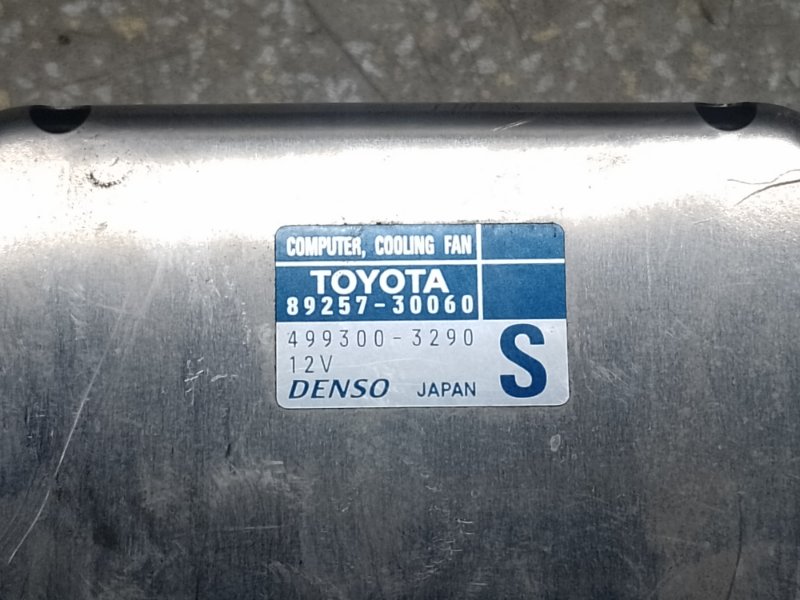 COMPUTER, COOLING FAN
TOYOTA
89257-30060
499300-3290
12V
DENSO JAPAN
S